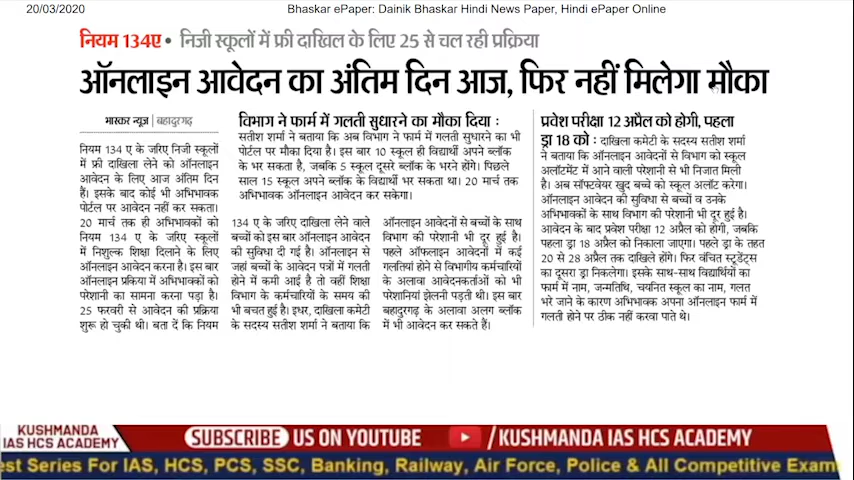 20/03/2020
Bhaskar ePaper: Dainik Bhaskar Hindi News Paper, Hindi ePaper Online
नियम 134ए • निजी स्कूलों में फ्री दाखिल के लिए 25 से चल रही प्रक्रिया
ऑनलाइन आवेदन का अंतिम दिन आज, फिर नहीं मिलेगा मौका
भास्कर न्यूज | बहादुरगढ़
नियम 134 ए के जरिए निजी स्कूलों
में फ्री दाखिला लेने को ऑनलाइन
आवेदन के लिए आज अंतिम दिन
हैं। इसके बाद कोई भी अभिभावक
पोर्टल पर आवेदन नहीं कर सकता।
20 मार्च तक ही अभिभावकों को
नियम 134 ए के जरिए स्कूलों
में निशुल्क शिक्षा दिलाने के लिए
ऑनलाइन आवेदन करना है। इस बार
ऑनलाइन प्रक्रिया में अभिभावकों को
परेशानी का सामना करना पड़ा है।
25 फरवरी से आवेदन की प्रक्रिया
शुरू हो चुकी थी। बता दें कि नियम
विभाग ने फार्म में गलती सुधारने का मौका दिया :
सतीश शर्मा ने बताया कि अब विभाग ने फार्म में गलती सुधारने का भी
पोर्टल पर मौका दिया है। इस बार 10 स्कूल ही विद्यार्थी अपने ब्लॉक
के भर सकता है, जबकि 5 स्कूल दूसरे ब्लॉक के भरने होंगे। पिछले
साल 15 स्कूल अपने ब्लॉक के विद्यार्थी भर सकता था। 20 मार्च तक
अभिभावक ऑनलाइन आवेदन कर सकेगा।
134 ए के जरिए दाखिला लेने वाले
बच्चों को इस बार ऑनलाइन आवेदन
की सुविधा दी गई है। ऑनलाइन से
जहां बच्चों के आवेदन पत्रों में गलती
होने में कमी आई है तो वहीं शिक्षा
विभाग के कर्मचारियों के समय की
भी बचत हुई है। इधर, दाखिला कमेटी
के सदस्य सतीश शर्मा ने बताया कि
ऑनलाइन आवेदनों से बच्चों के साथ
विभाग की परेशानी भी दूर हुई है।
पहले ऑफलाइन आवेदनों में कई
गलतियां होने से विभागीय कर्मचारियों
के अलावा आवेदनकर्ताओं को भी
परेशानियां झेलनी पड़ती थी। इस बार
बहादुरगढ़ के अलावा अलग ब्लॉक
में भी आवेदन कर सकते हैं।
प्रवेश परीक्षा 12 अप्रैल को होगी, पहला
ड्रा 18 को : दाखिला कमेटी के सदस्य सतीश शर्मा
ने बताया कि ऑनलाइन आवेदनों से विभाग को स्कूल
अलॉटमेंट में आने वाली परेशानी से भी निजात मिली
है। अब सॉफ्टवेयर खुद बच्चे को स्कूल अलॉट करेगा।
ऑनलाइन आवेदन की सुविधा से बच्चों व उनके
अभिभावकों के साथ विभाग की परेशानी भी दूर हुई है।
आवेदन के बाद प्रवेश परीक्षा 12 अप्रैल को होगी, जबकि
पहला ड्रा 18 अप्रैल को निकाला जाएगा। पहले ड्रा के तहत
20 से 28 अप्रैल तक दाखिले होंगे। फिर वंचित स्टूडेंट्स
का दूसरा ड्रा निकलेगा। इसके साथ-साथ विद्यार्थियों का
फार्म में नाम, जन्मतिथि, चयनित स्कूल का नाम, गलत
भरे जाने के कारण अभिभावक अपना ऑनलाइन फार्म में
गलती होने पर ठीक नहीं करवा पाते थे।
KUSHMANDA
IAS HCS ACADEMY
SUBSCRIBE US ON YOUTUBE /KUSHMANDA IAS HCS ACADEMY
est Series For IAS, HCS, PCS, SSC, Banking, Railway, Air Force, Police & All Competitive Exam